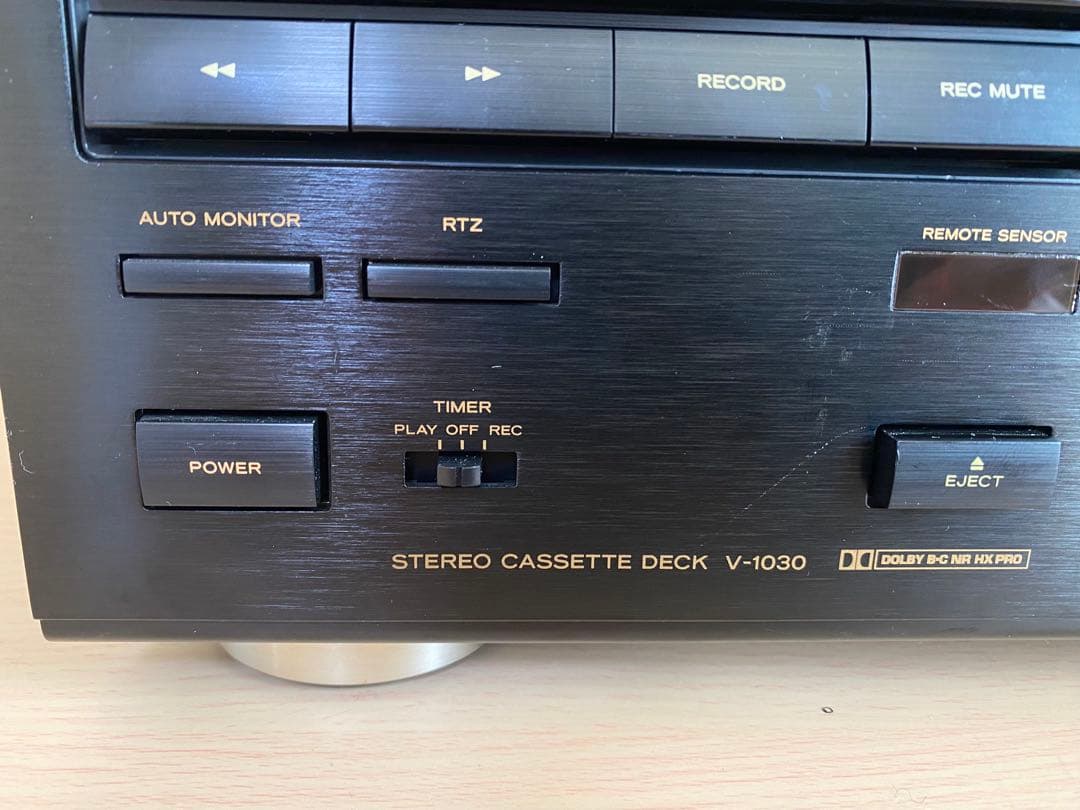 RECORD
REC MUTE
AUTO MONITOR
RTZ
REMOTE SENSOR
TIMER
PLAY OFF REC
POWER
EJECT
STEREO CASSETTE DECK V-1030
DOLBY B·C NR HX PRO